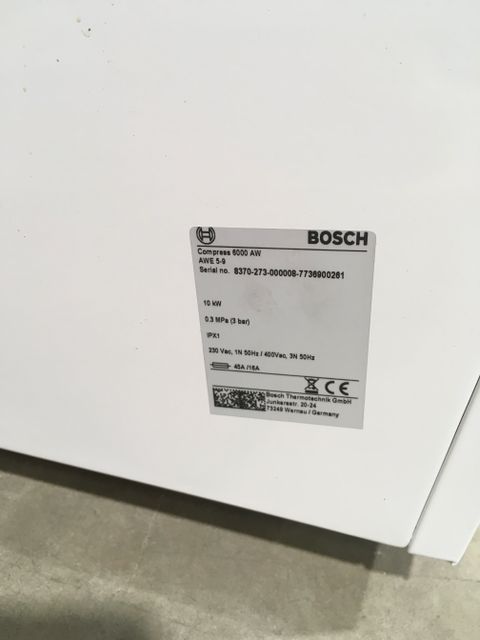 BOSCH
Compress 6000 AW
AWE 5-9
Serial no. 8370-273-000008-7736900261
10 kW
0,3 MPa (3 bar)
IPX1
230 Vac, 1N 50Hz / 400Vac, 3N 50Hz
45A /16A
CE
Bosch Thermotechnik GmbH
Junkersstr. 20-24
73249 Wernau / Germany